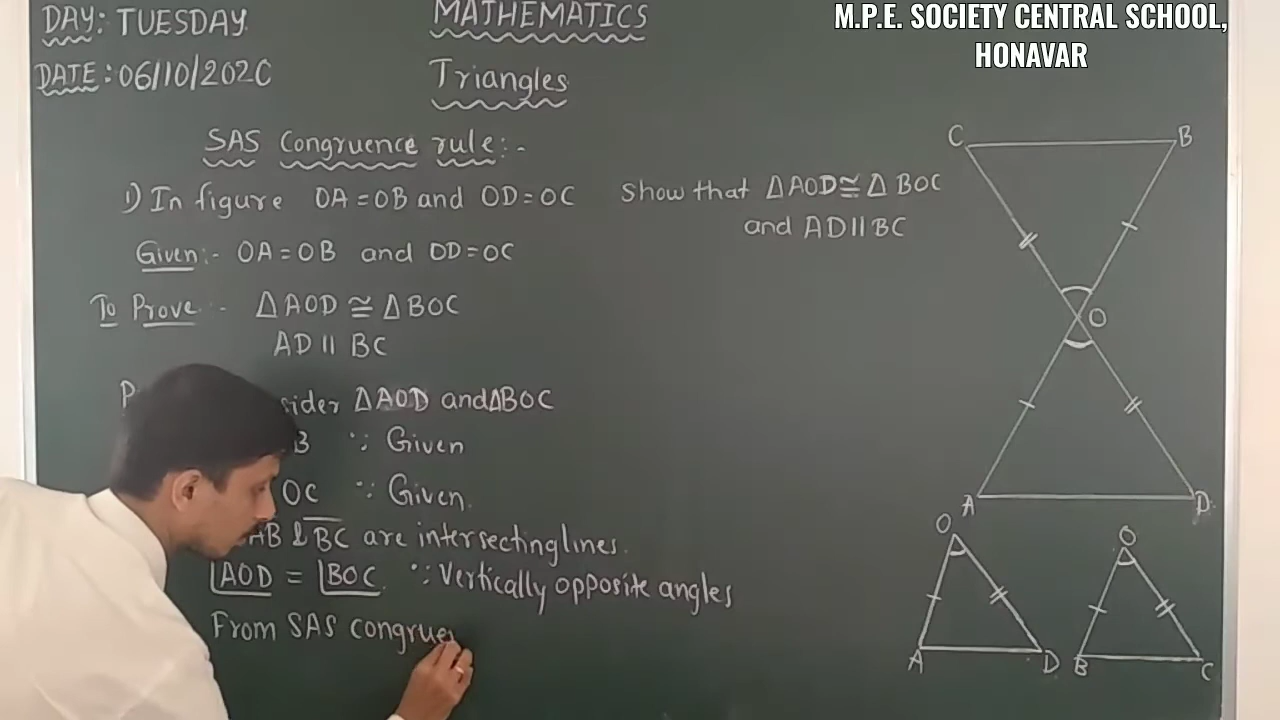 DAY: TUESDAY
DATE: 06/10/2020
MATHEMATICS
Triangles
M.P.E. SOCIETY CENTRAL SCHOOL,
HONAVAR
SAS Congruence rule:-
1) In figure OA = OB and OD = OC Show that Δ AOD ≅ Δ BOC
and AD || BC
Given:- OA = OB and OD = OC
To Prove:- Δ AOD ≅ Δ BOC
AD || BC
Δ AOD and Δ BOC
B ∵ Given
OC ∵ Given.
AB & BC are intersecting lines.
∠AOD = ∠BOC. ∵ Vertically opposite angles
From SAS
C B
O
A D
O O
A D B C